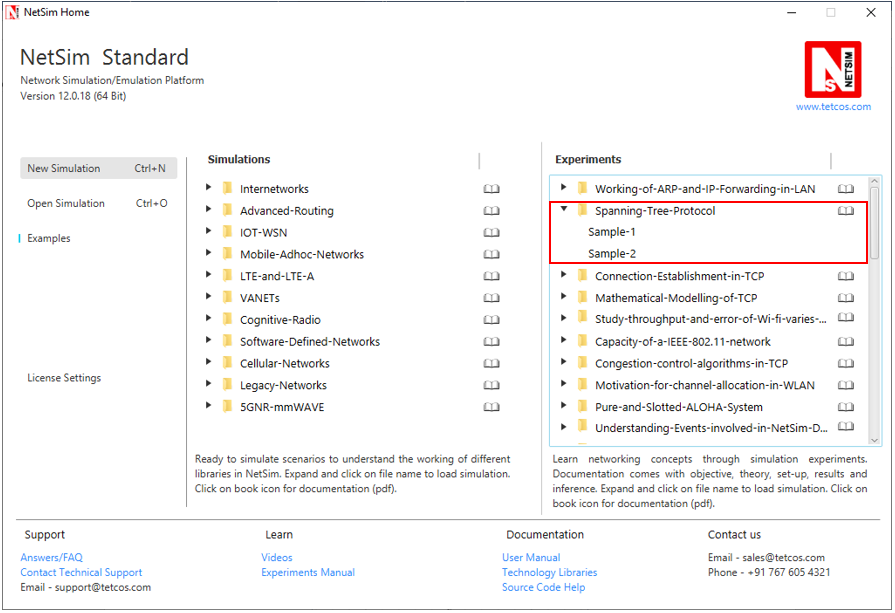 NetSim Home
NetSim Standard
Network Simulation/Emulation Platform
Version 12.0.18 (64 Bit)
N
S
NETSIM
www.tetcos.com
New Simulation Ctrl+N
Open Simulation Ctrl+O
Examples
License Settings
Simulations
Internetworks
Advanced-Routing
IOT-WSN
Mobile-Adhoc-Networks
LTE-and-LTE-A
VANETs
Cognitive-Radio
Software-Defined-Networks
Cellular-Networks
Legacy-Networks
5GNR-mmWAVE
Ready to simulate scenarios to understand the working of different
libraries in NetSim. Expand and click on file name to load simulation.
Click on book icon for documentation (pdf).
Experiments
Working-of-ARP-and-IP-Forwarding-in-LAN
Spanning-Tree-Protocol
Sample-1
Sample-2
Connection-Establishment-in-TCP
Mathematical-Modelling-of-TCP
Study-throughput-and-error-of-Wi-fi-varies-...
Capacity-of-a-IEEE-802.11-network
Congestion-control-algorithms-in-TCP
Motivation-for-channel-allocation-in-WLAN
Pure-and-Slotted-ALOHA-System
Understanding-Events-involved-in-NetSim-D...
Learn networking concepts through simulation experiments.
Documentation comes with objective, theory, set-up, results and
inference. Expand and click on file name to load simulation. Click on
book icon for documentation (pdf).
Support
Answers/FAQ
Contact Technical Support
Email - support@tetcos.com
Learn
Videos
Experiments Manual
Documentation
User Manual
Technology Libraries
Source Code Help
Contact us
Email - sales@tetcos.com
Phone - +91 767 605 4321